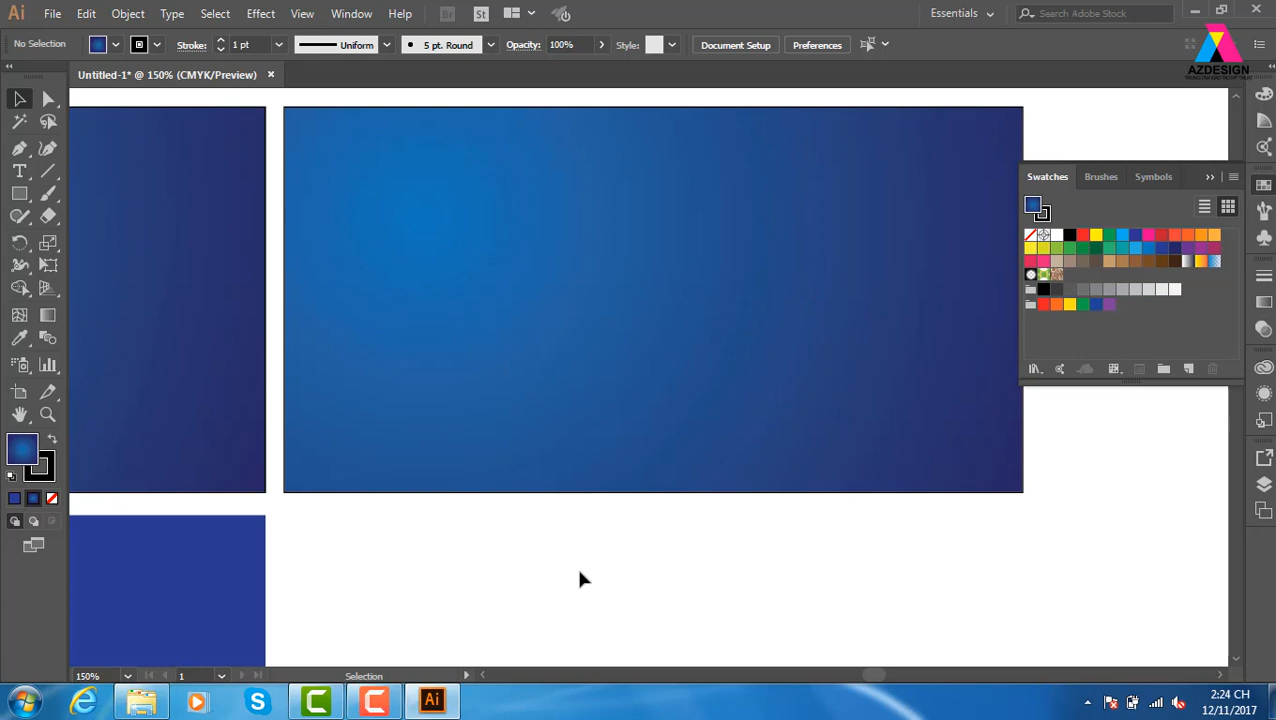 Ai File Edit Object Type Select Effect View Window Help Br St Essentials Search Adobe Stock
No Selection Stroke: 1 pt Uniform 5 pt. Round Opacity: 100% Style: Document Setup Preferences
AZDESIGN
Untitled-1* @ 150% (CMYK/Preview)
Swatches Brushes Symbols
150% 1 Selection
Ai
2:24 CH
12/11/2017